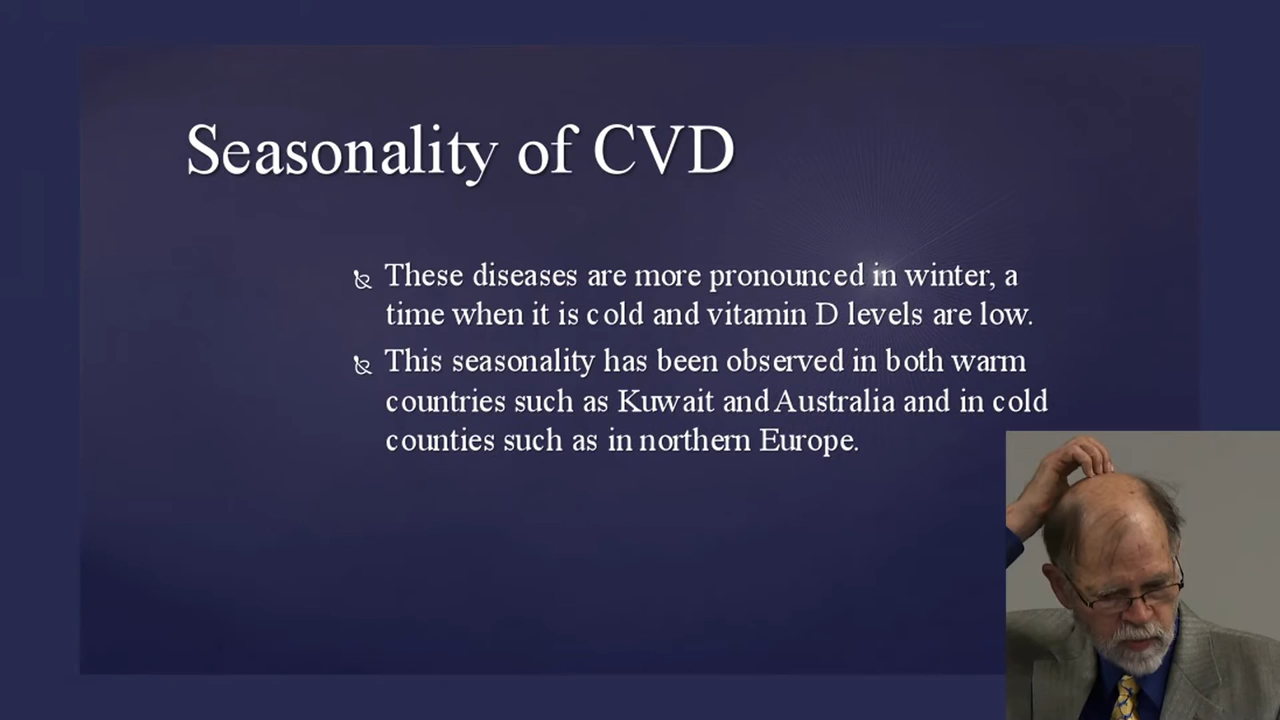 Seasonality of CVD
These diseases are more pronounced in winter, a
time when it is cold and vitamin D levels are low.
This seasonality has been observed in both warm
countries such as Kuwait and Australia and in cold
counties such as in northern Europe.